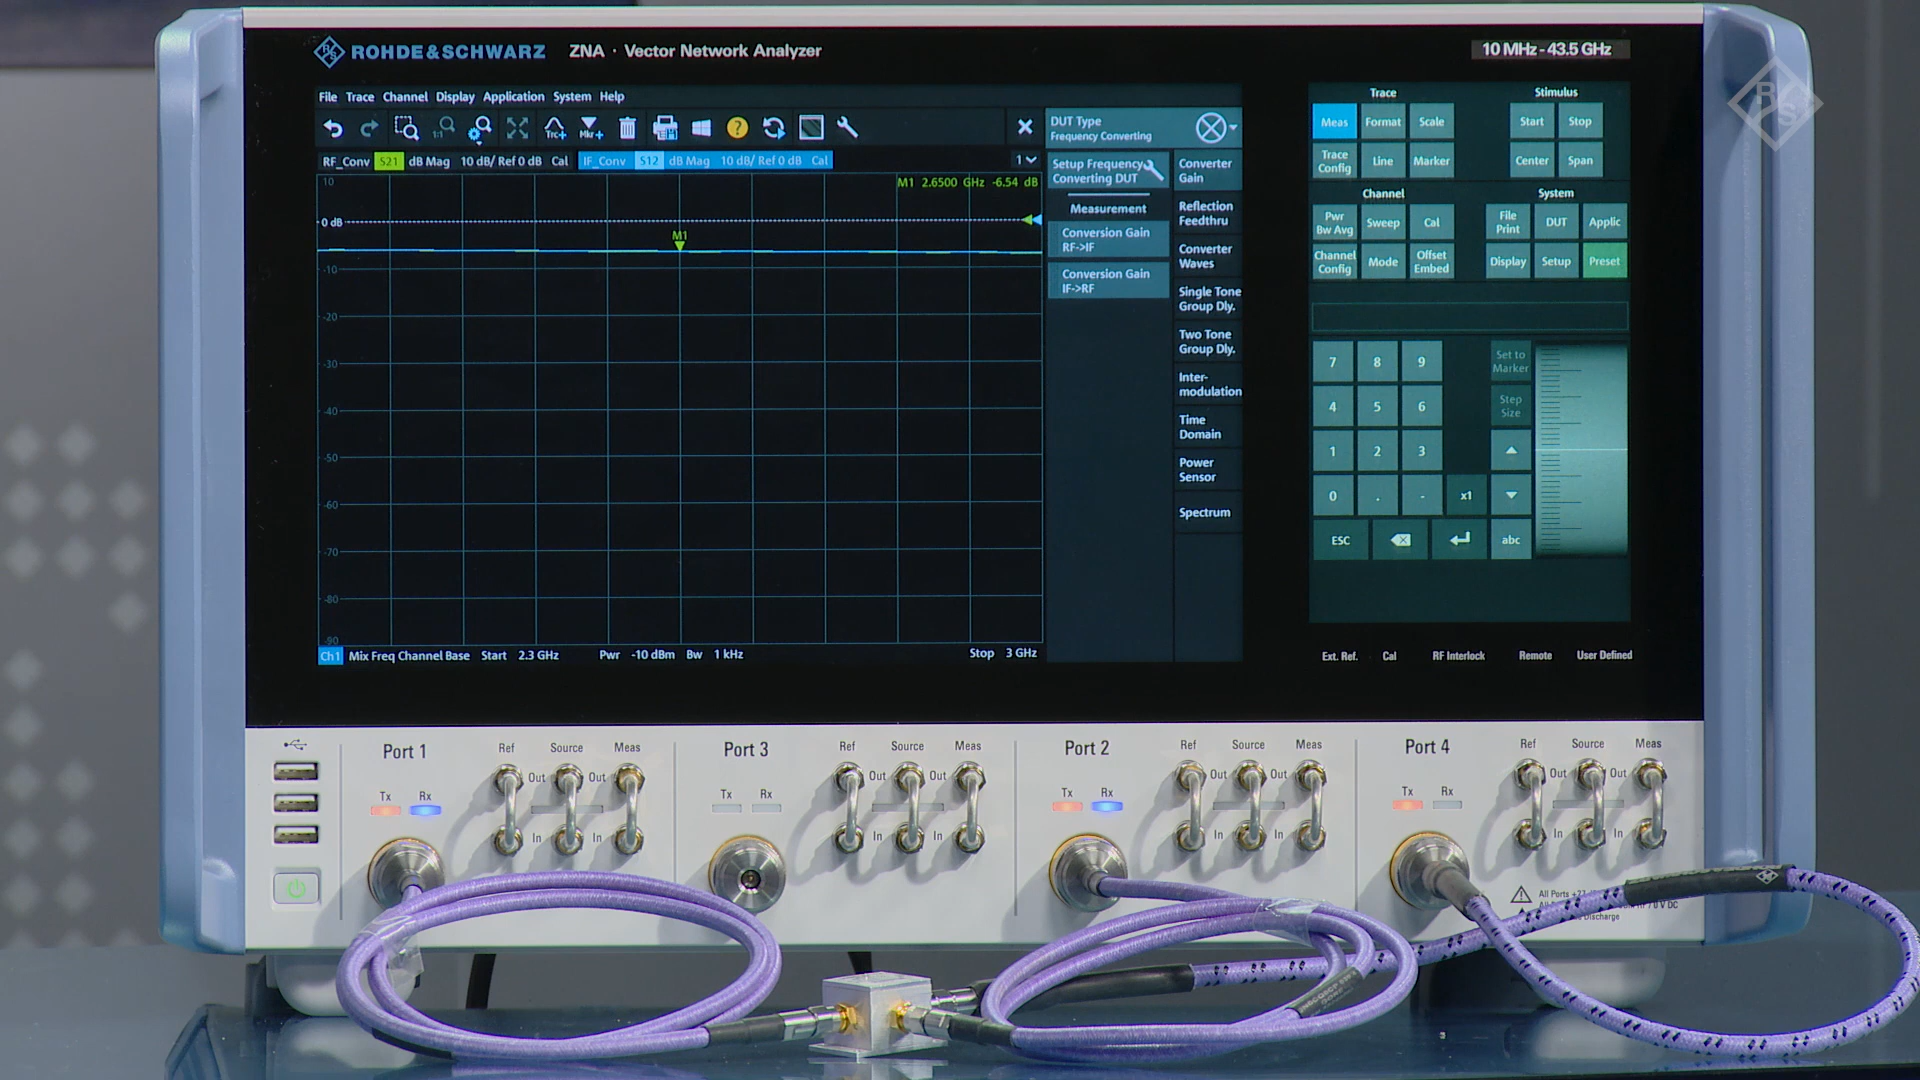 ROHDE&SCHWARZ ZNA · Vector Network Analyzer
10 MHz - 43.5 GHz
File Trace Channel Display Application System Help
RF_Conv S21 dB Mag 10 dB/ Ref 0 dB Cal IF_Conv S12 dB Mag 10 dB/ Ref 0 dB Cal 1
M1 2.6500 GHz -6.54 dB
10
0 dB
M1
-10
-20
-30
-40
-50
-60
-70
-80
-90
Ch1 Mix Freq Channel Base Start 2.3 GHz Pwr -10 dBm Bw 1 kHz Stop 3 GHz
DUT Type
Frequency Converting
Setup Frequency
Converting DUT
Measurement
Conversion Gain
RF->IF
Conversion Gain
IF->RF
Converter
Gain
Reflection
Feedthru
Converter
Waves
Single Tone
Group Dly.
Two Tone
Group Dly.
Inter-
modulation
Time
Domain
Power
Sensor
Spectrum
Trace
Meas Format Scale
Trace
Config
Line Marker
Stimulus
Start Stop
Center Span
Channel
Pwr
Bw Avg
Sweep Cal
Channel
Config
Mode
Offset
Embed
System
File
Print
DUT Applic
Display Setup Preset
7 8 9
Set to
Marker
4 5 6
Step
Size
1 2 3
0 . - x1
ESC abc
Ext. Ref. Cal RF Interlock Remote User Defined
Port 1
Tx Rx
Ref Source Meas
Out Out
In In
Port 3
Tx Rx
Ref Source Meas
Out Out
In In
Port 2
Tx Rx
Ref Source Meas
Out Out
In In
Port 4
Tx Rx
Ref Source Meas
Out Out
In In
All Ports
0 V DC
Discharge
R S